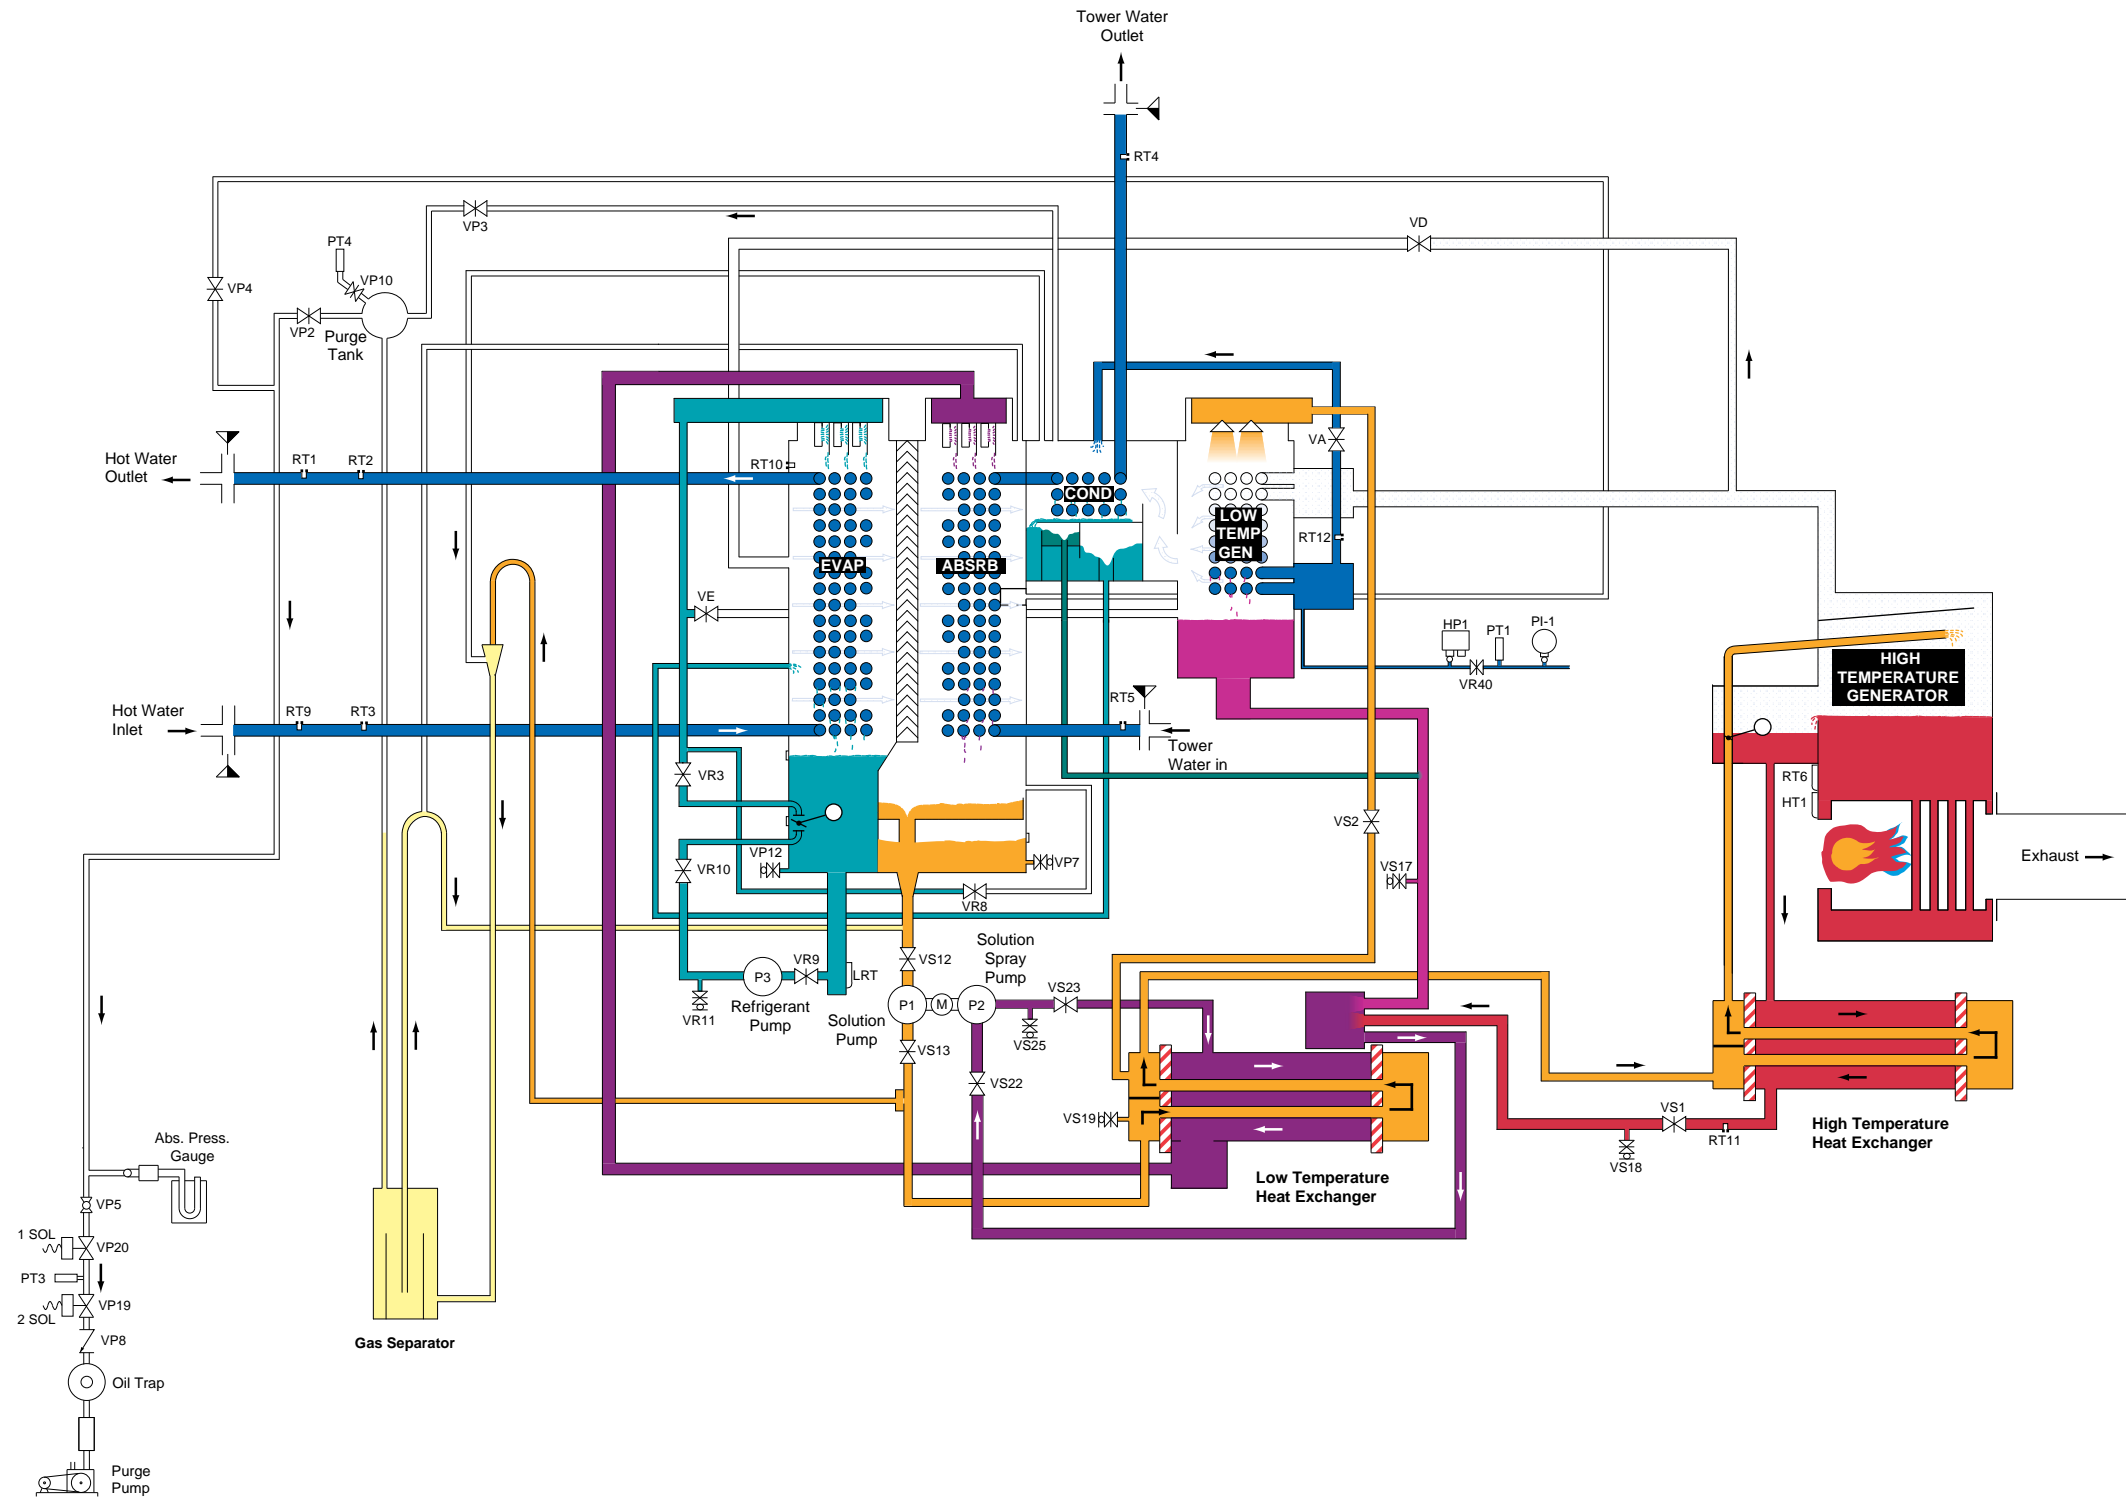 Tower Water
Outlet
RT4
VP3
VD
PT4
VP10
VP4
VP2
Purge
Tank
Hot Water
Outlet
RT1
RT2
RT10
VA
COND
LOW
TEMP
GEN
RT12
EVAP
ABSRB
VE
HP1
PT1
PI-1
VR40
HIGH
TEMPERATURE
GENERATOR
Hot Water
Inlet
RT9
RT3
RT5
Tower
Water in
VR3
RT6
HT1
VS2
VP12
VP7
VR10
VS17
Exhaust
VR8
Solution
Spray
Pump
VS12
VR9
LRT
P3
VS23
P1
M
P2
VR11
Refrigerant
Pump
Solution
Pump
VS25
VS13
VS22
VS19
VS1
RT11
VS18
High Temperature
Heat Exchanger
Abs. Press.
Gauge
Low Temperature
Heat Exchanger
VP5
1 SOL
VP20
PT3
VP19
2 SOL
VP8
Gas Separator
Oil Trap
Purge
Pump